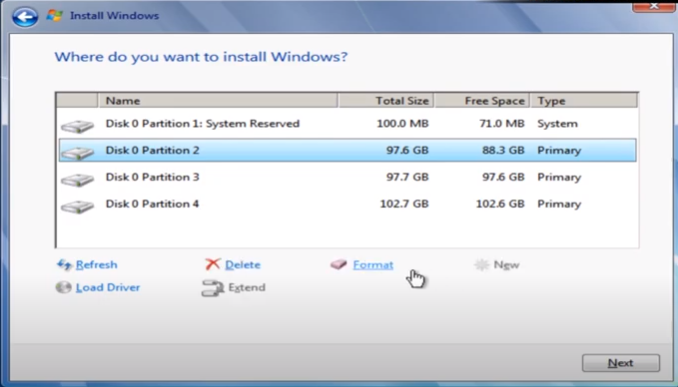 Install Windows
Where do you want to install Windows?
Name Total Size Free Space Type
Disk 0 Partition 1: System Reserved 100.0 MB 71.0 MB System
Disk 0 Partition 2 97.6 GB 88.3 GB Primary
Disk 0 Partition 3 97.7 GB 97.6 GB Primary
Disk 0 Partition 4 102.7 GB 102.6 GB Primary
Refresh Delete Format New
Load Driver Extend
Next